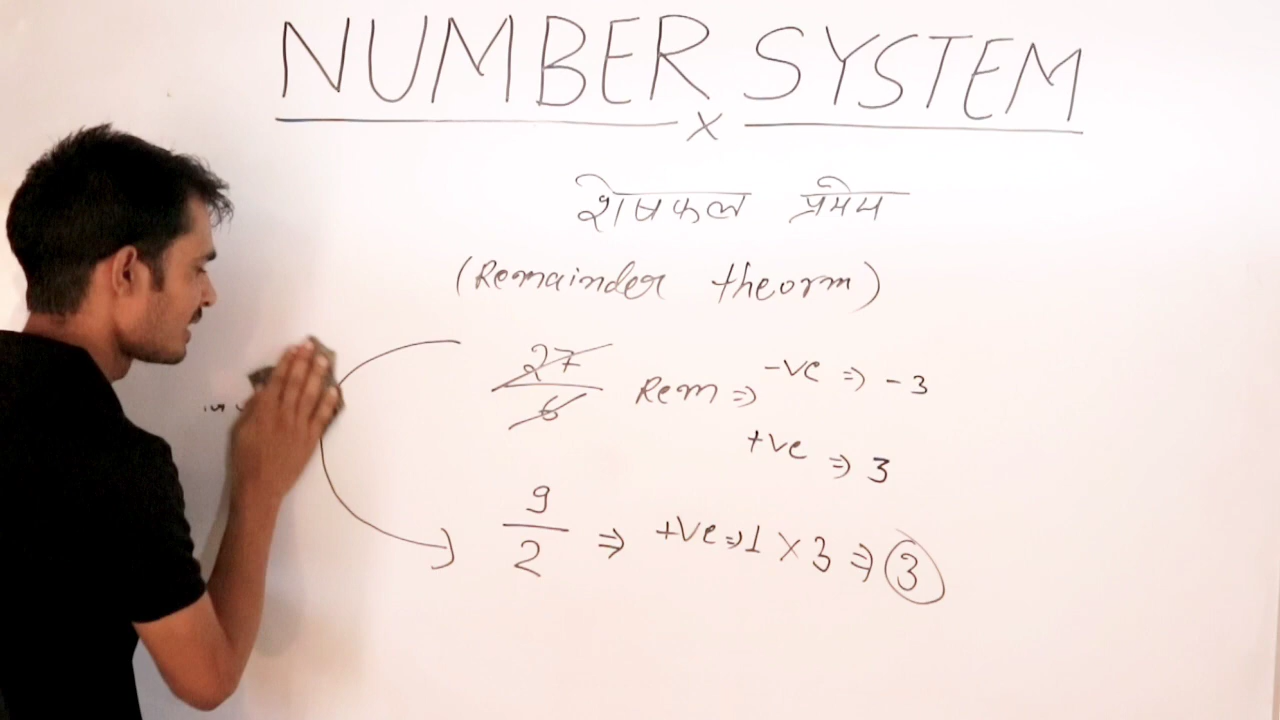 NUMBER SYSTEM
x
शेषफल प्रमेय
(Remainder theorm)
27/6 Rem ⇒ -ve ⇒ -3
+ve ⇒ 3
9/2 ⇒ +ve ⇒ 1 × 3 ⇒ 3